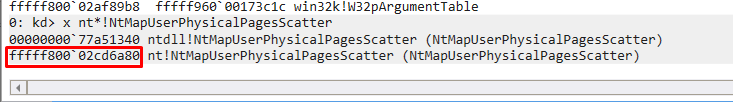 fffff800`02af89b8  fffff960`00173c1c win32k!W32pArgumentTable
0: kd> x nt*!NtMapUserPhysicalPagesScatter
00000000`77a51340 ntdll!NtMapUserPhysicalPagesScatter (NtMapUserPhysicalPagesScatter)
fffff800`02cd6a80 nt!NtMapUserPhysicalPagesScatter (NtMapUserPhysicalPagesScatter)